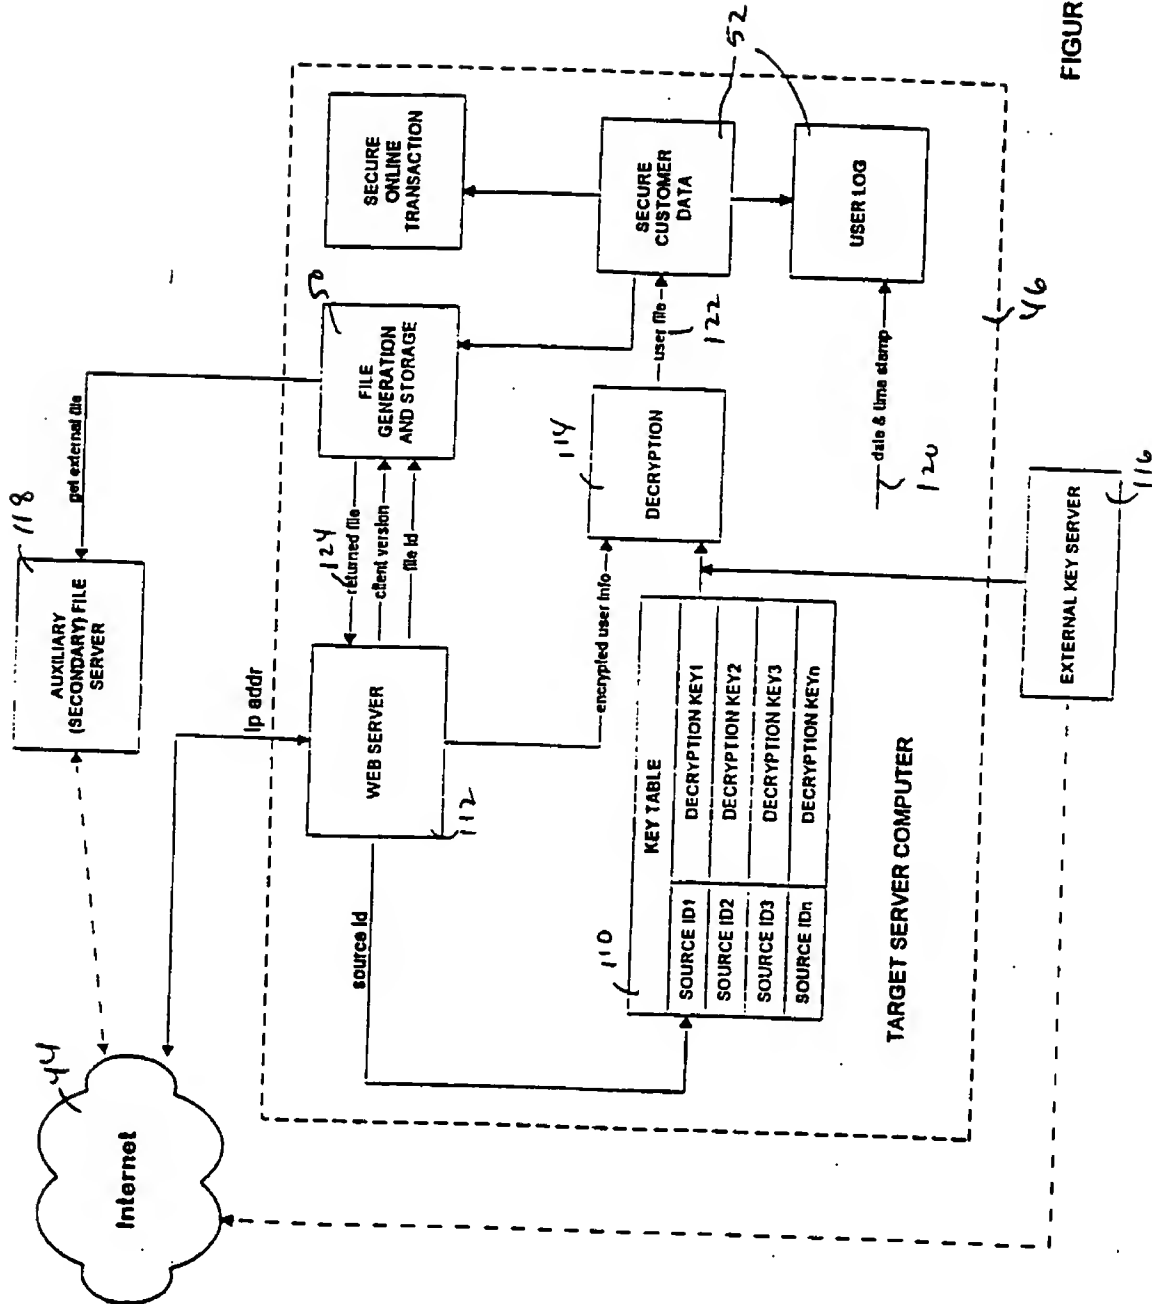 Internet
44
118
AUXILIARY
(SECONDARY) FILE
SERVER
get external file
ip addr
source id
WEB SERVER
112
124
returned file
client version
file id
50
FILE
GENERATION
AND STORAGE
SECURE
ONLINE
TRANSACTION
encrypted user info
114
DECRYPTION
user file
122
SECURE
CUSTOMER
DATA
52
110
KEY TABLE
SOURCE ID1 DECRYPTION KEY1
SOURCE ID2 DECRYPTION KEY2
SOURCE ID3 DECRYPTION KEY3
SOURCE IDn DECRYPTION KEYn
date & time stamp
120
USER LOG
TARGET SERVER COMPUTER
46
EXTERNAL KEY SERVER
116
FIGUR